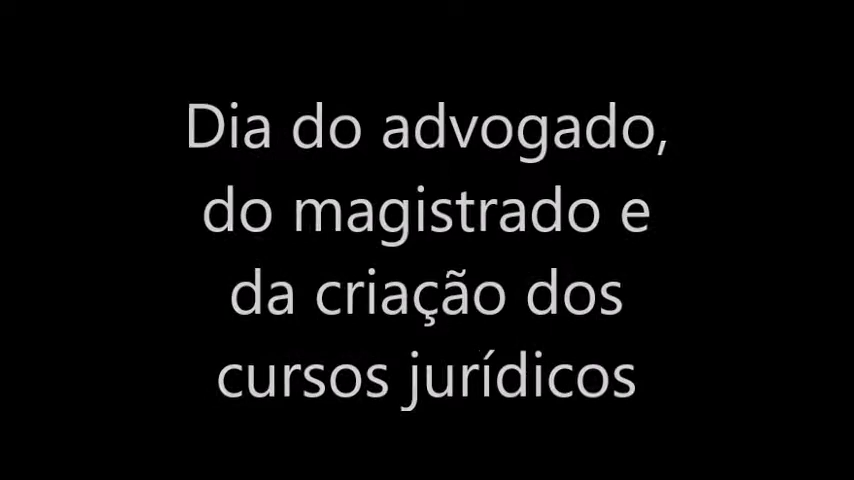 Dia do advogado,
do magistrado e
da criação dos
cursos jurídicos